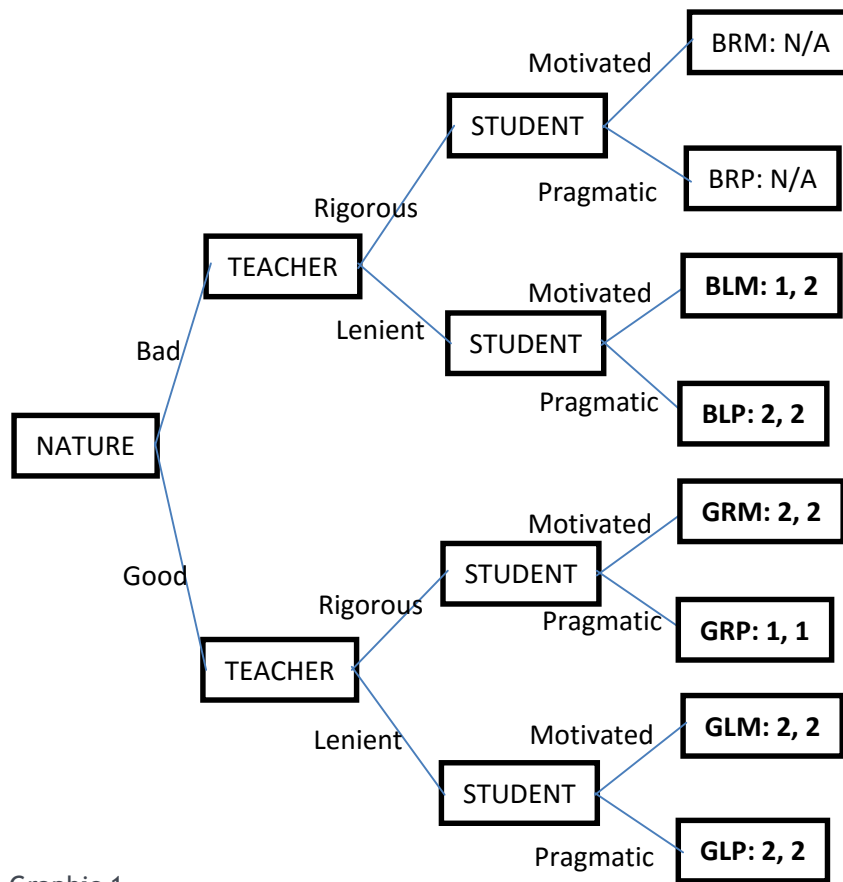 BRM: N/A
Motivated
STUDENT
Pragmatic
BRP: N/A
Rigorous
TEACHER
BLM: 1, 2
Motivated
Lenient
STUDENT
Bad
Pragmatic
BLP: 2, 2
NATURE
GRM: 2, 2
Motivated
Good
STUDENT
Rigorous
Pragmatic
GRP: 1, 1
TEACHER
GLM: 2, 2
Lenient
Motivated
STUDENT
Pragmatic
GLP: 2, 2